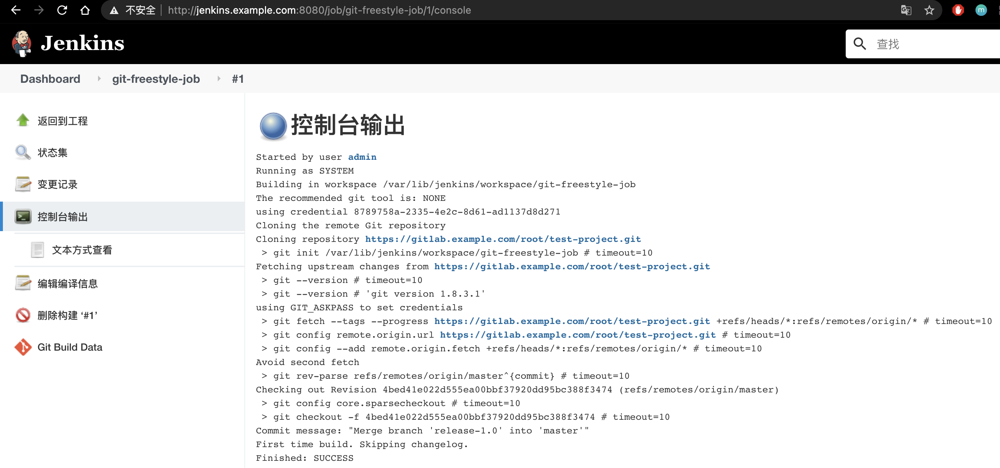 不安全 http://jenkins.example.com:8080/job/git-freestyle-job/1/console
m
Jenkins
查找
Dashboard git-freestyle-job #1
返回到工程
状态集
变更记录
控制台输出
文本方式查看
编辑编译信息
删除构建 ‘#1’
Git Build Data
控制台输出
Started by user admin
Running as SYSTEM
Building in workspace /var/lib/jenkins/workspace/git-freestyle-job
The recommended git tool is: NONE
using credential 8789758a-2335-4e2c-8d61-ad1137d8d271
Cloning the remote Git repository
Cloning repository https://gitlab.example.com/root/test-project.git
 > git init /var/lib/jenkins/workspace/git-freestyle-job # timeout=10
Fetching upstream changes from https://gitlab.example.com/root/test-project.git
 > git --version # timeout=10
 > git --version # 'git version 1.8.3.1'
using GIT_ASKPASS to set credentials
 > git fetch --tags --progress https://gitlab.example.com/root/test-project.git +refs/heads/*:refs/remotes/origin/* # timeout=10
 > git config remote.origin.url https://gitlab.example.com/root/test-project.git # timeout=10
 > git config --add remote.origin.fetch +refs/heads/*:refs/remotes/origin/* # timeout=10
Avoid second fetch
 > git rev-parse refs/remotes/origin/master^{commit} # timeout=10
Checking out Revision 4bed41e022d555ea00bbf37920dd95bc388f3474 (refs/remotes/origin/master)
 > git config core.sparsecheckout # timeout=10
 > git checkout -f 4bed41e022d555ea00bbf37920dd95bc388f3474 # timeout=10
Commit message: "Merge branch 'release-1.0' into 'master'"
First time build. Skipping changelog.
Finished: SUCCESS